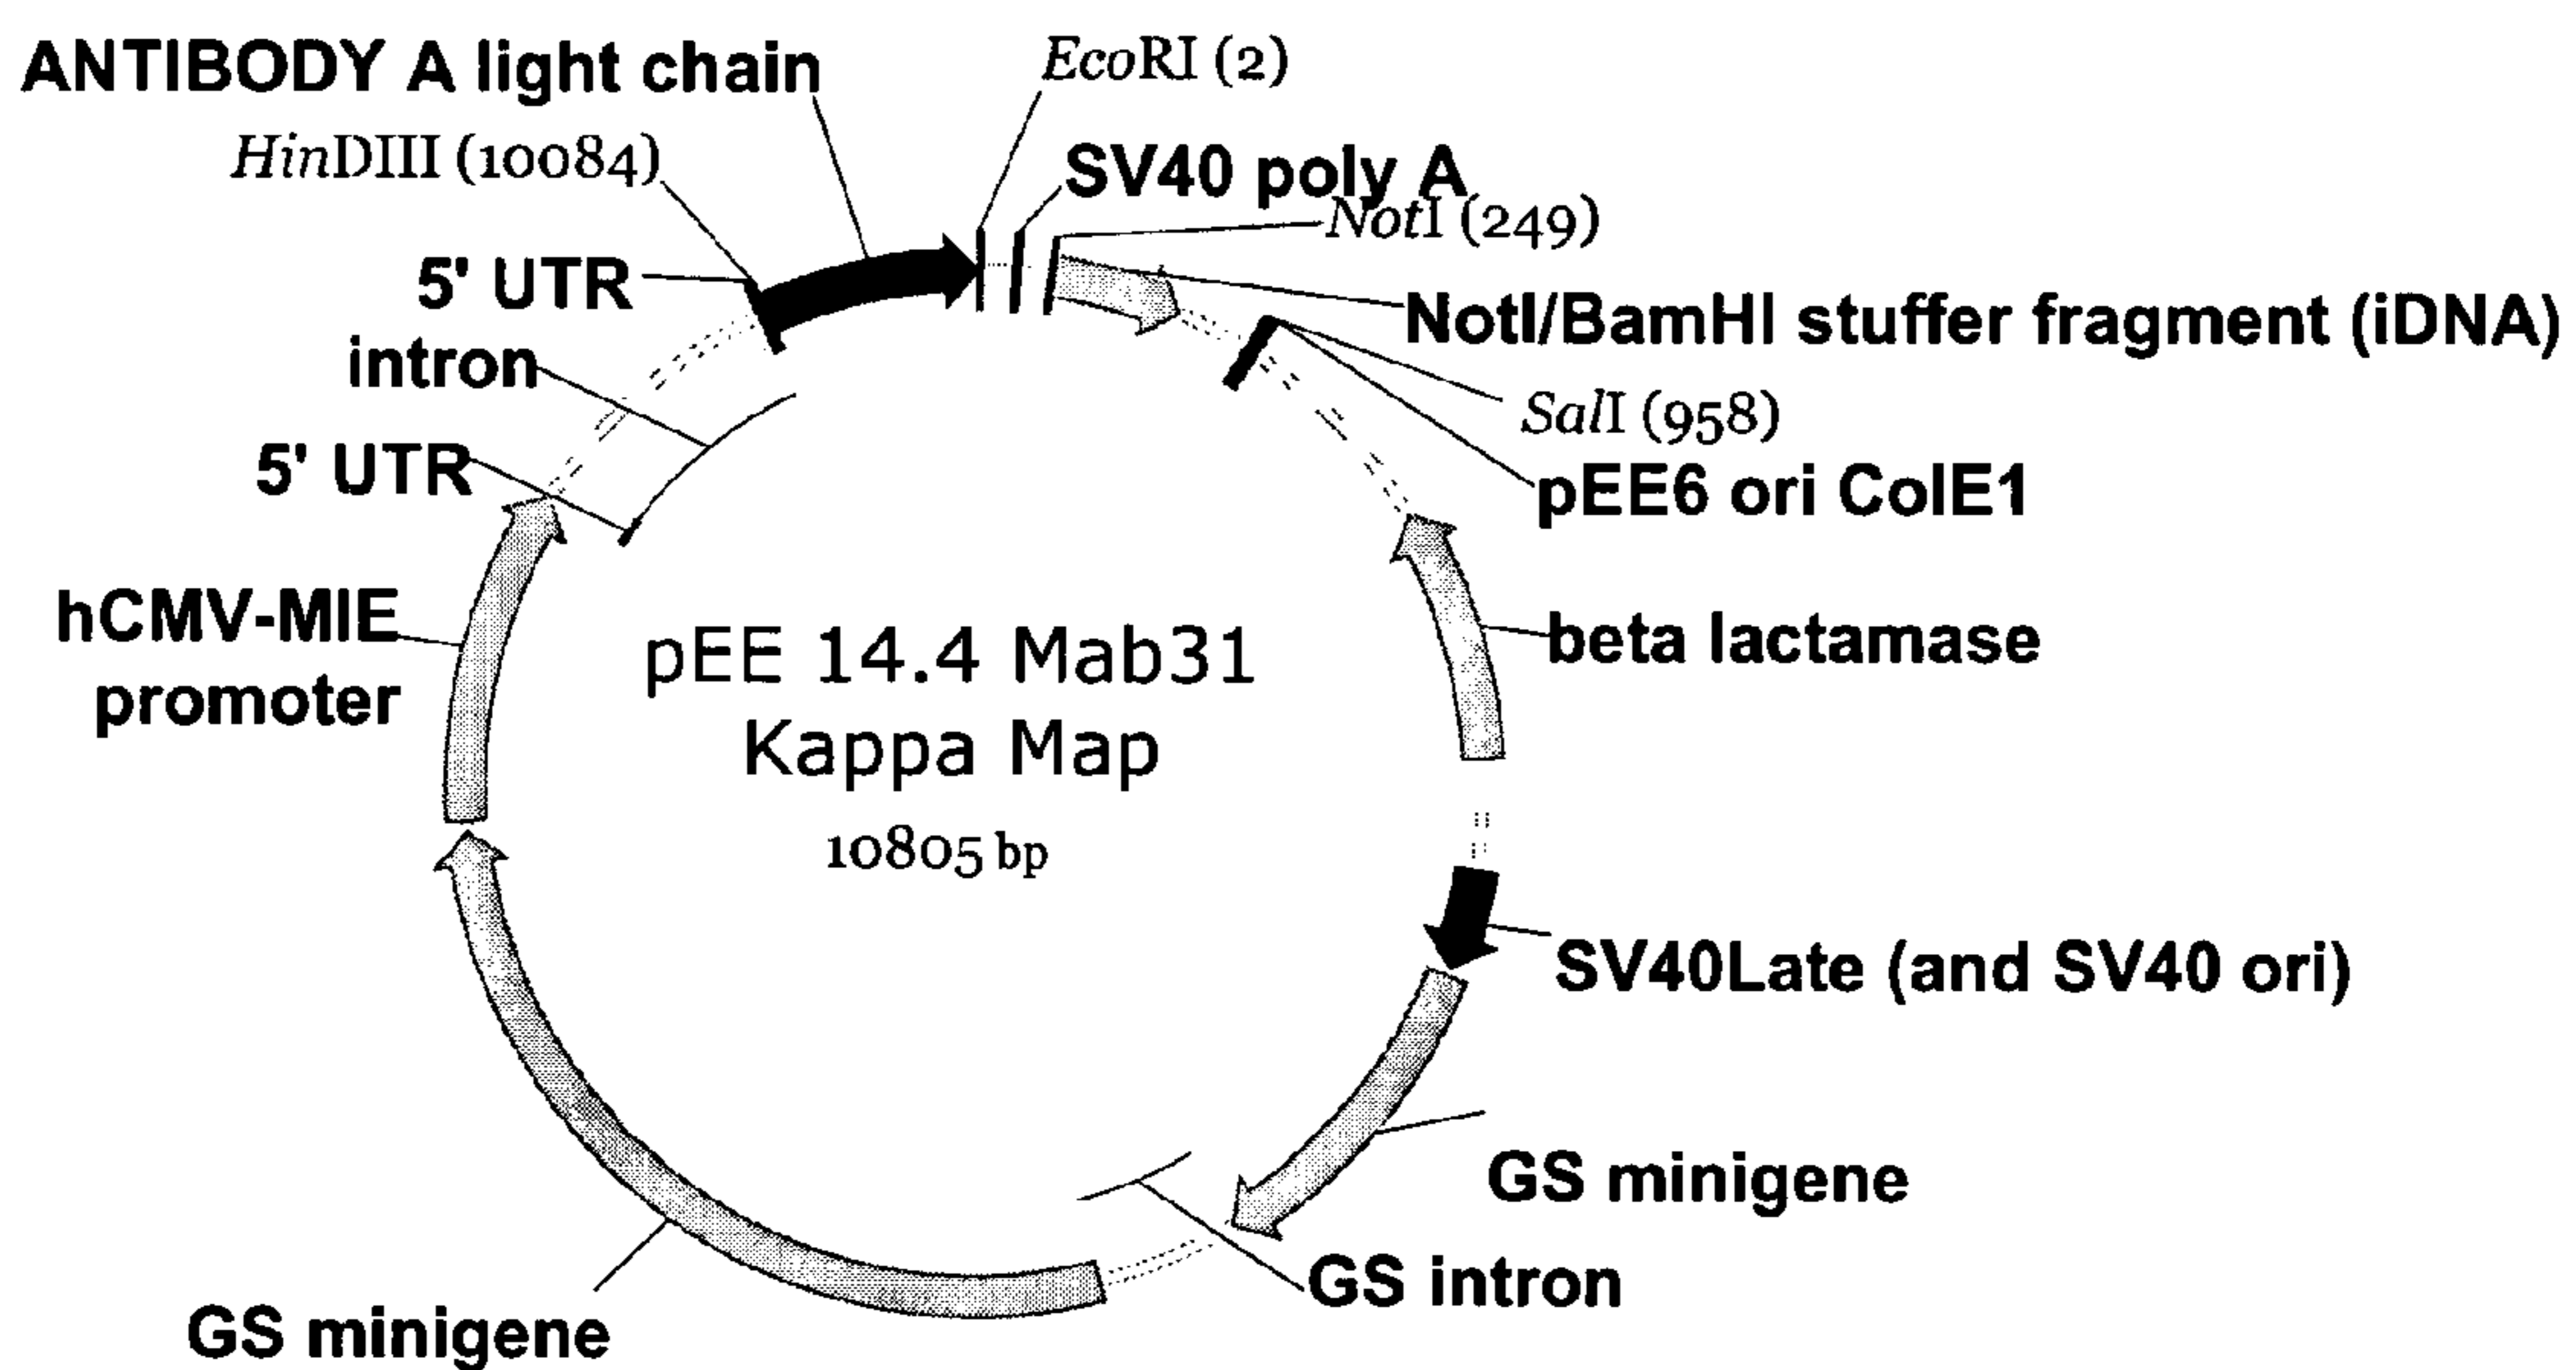 ANTIBODY A light chain
EcoRI (2)
HinDIII (10084)
SV40 poly A
NotI (249)
5' UTR
NotI/BamHI stuffer fragment (iDNA)
intron
SalI (958)
5' UTR
pEE6 ori ColE1
hCMV-MIE
promoter
beta lactamase
pEE 14.4 Mab31
Kappa Map
10805 bp
SV40Late (and SV40 ori)
GS minigene
GS intron
GS minigene